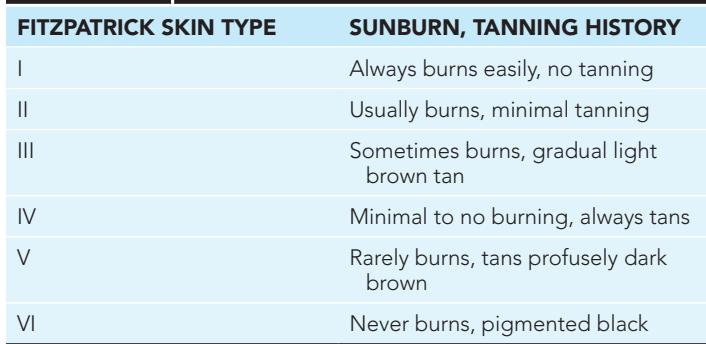 FITZPATRICK SKIN TYPE SUNBURN, TANNING HISTORY
I Always burns easily, no tanning
II Usually burns, minimal tanning
III Sometimes burns, gradual light
brown tan
IV Minimal to no burning, always tans
V Rarely burns, tans profusely dark
brown
VI Never burns, pigmented black